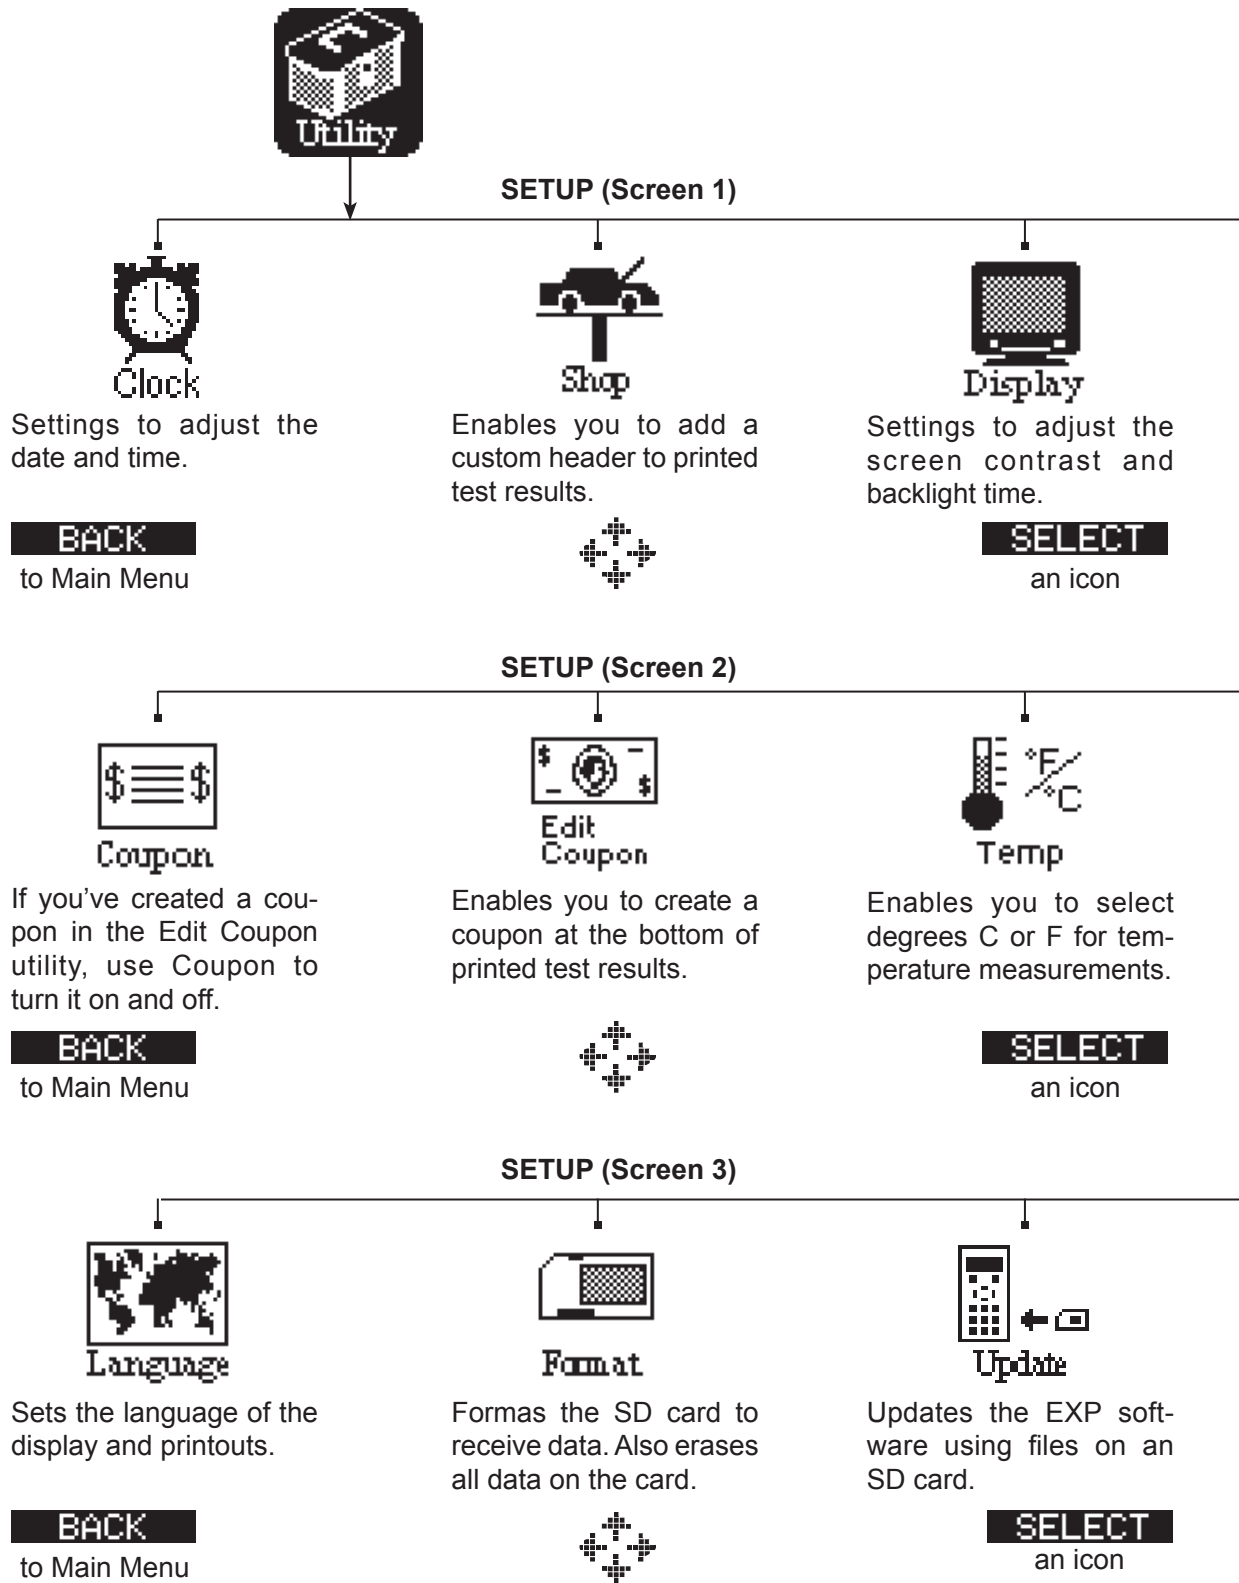 Utility
SETUP (Screen 1)
Clock
Settings to adjust the
date and time.
Shop
Enables you to add a
custom header to printed
test results.
Display
Settings to adjust the
screen contrast and
backlight time.
BACK
to Main Menu
SELECT
an icon
SETUP (Screen 2)
$ $
Coupon
If you’ve created a cou-
pon in the Edit Coupon
utility, use Coupon to
turn it on and off.
$ $
Edit
Coupon
Enables you to create a
coupon at the bottom of
printed test results.
°F/°C
Temp
Enables you to select
degrees C or F for tem-
perature measurements.
BACK
to Main Menu
SELECT
an icon
SETUP (Screen 3)
Language
Sets the language of the
display and printouts.
Format
Formas the SD card to
receive data. Also erases
all data on the card.
Update
Updates the EXP soft-
ware using files on an
SD card.
BACK
to Main Menu
SELECT
an icon